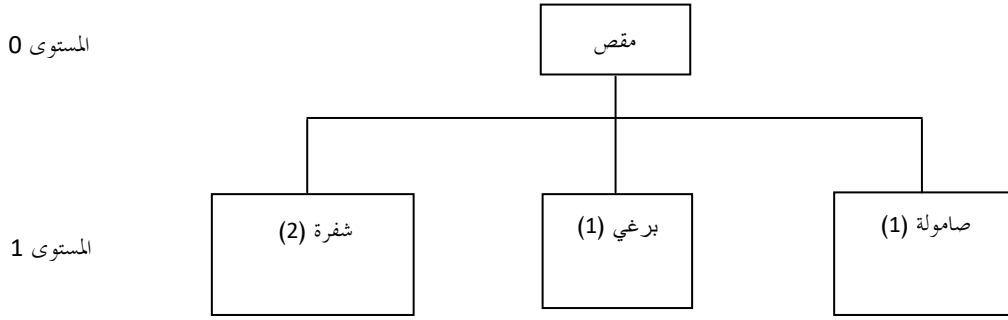 المستوى 0
مقص
شفرة (2)
برغي (1)
صامولة (1)
المستوى 1